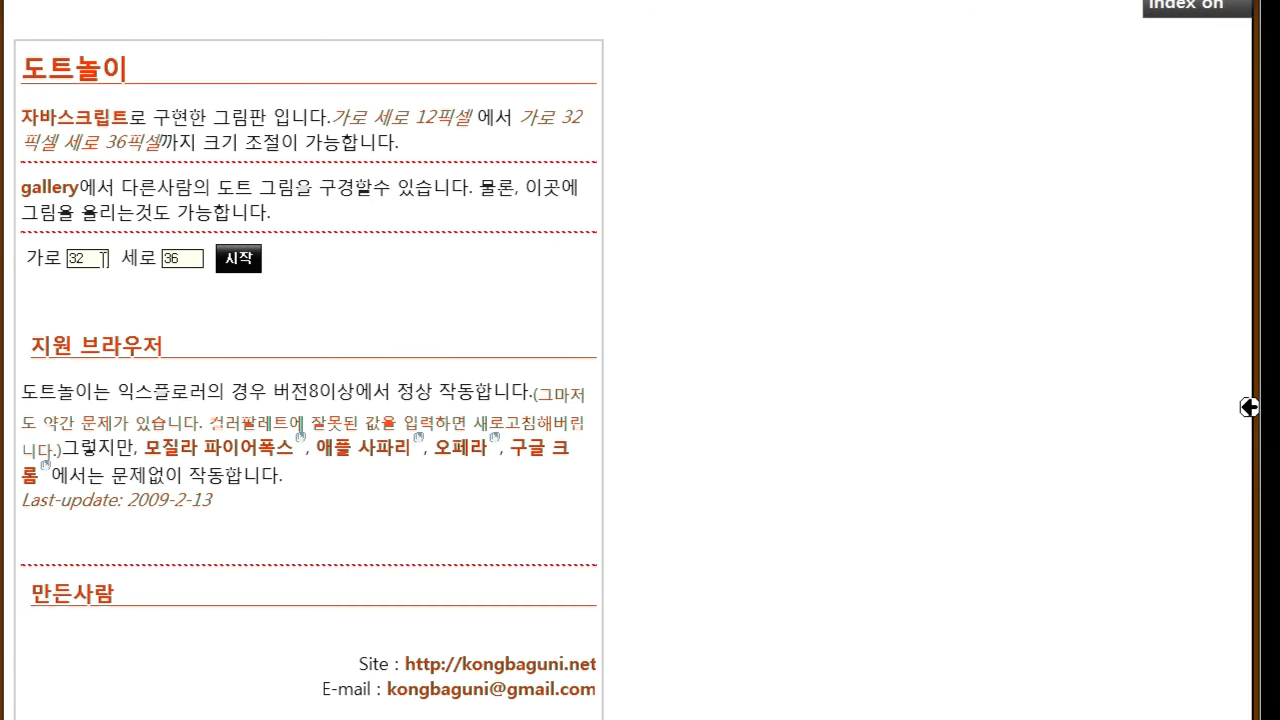 Index on
도트놀이
자바스크립트로 구현한 그림판 입니다.가로 세로 12픽셀 에서 가로 32
픽셀 세로 36픽셀까지 크기 조절이 가능합니다.
gallery에서 다른사람의 도트 그림을 구경할수 있습니다. 물론, 이곳에
그림을 올리는것도 가능합니다.
가로 32 세로 36 시작
지원 브라우저
도트놀이는 익스플로러의 경우 버전8이상에서 정상 작동합니다.(그마저
도 약간 문제가 있습니다. 컬러팔레트에 잘못된 값을 입력하면 새로고침해버립
니다.)그렇지만, 모질라 파이어폭스, 애플 사파리, 오페라, 구글 크
롬에서는 문제없이 작동합니다.
Last-update: 2009-2-13
만든사람
Site : http://kongbaguni.net
E-mail : kongbaguni@gmail.com